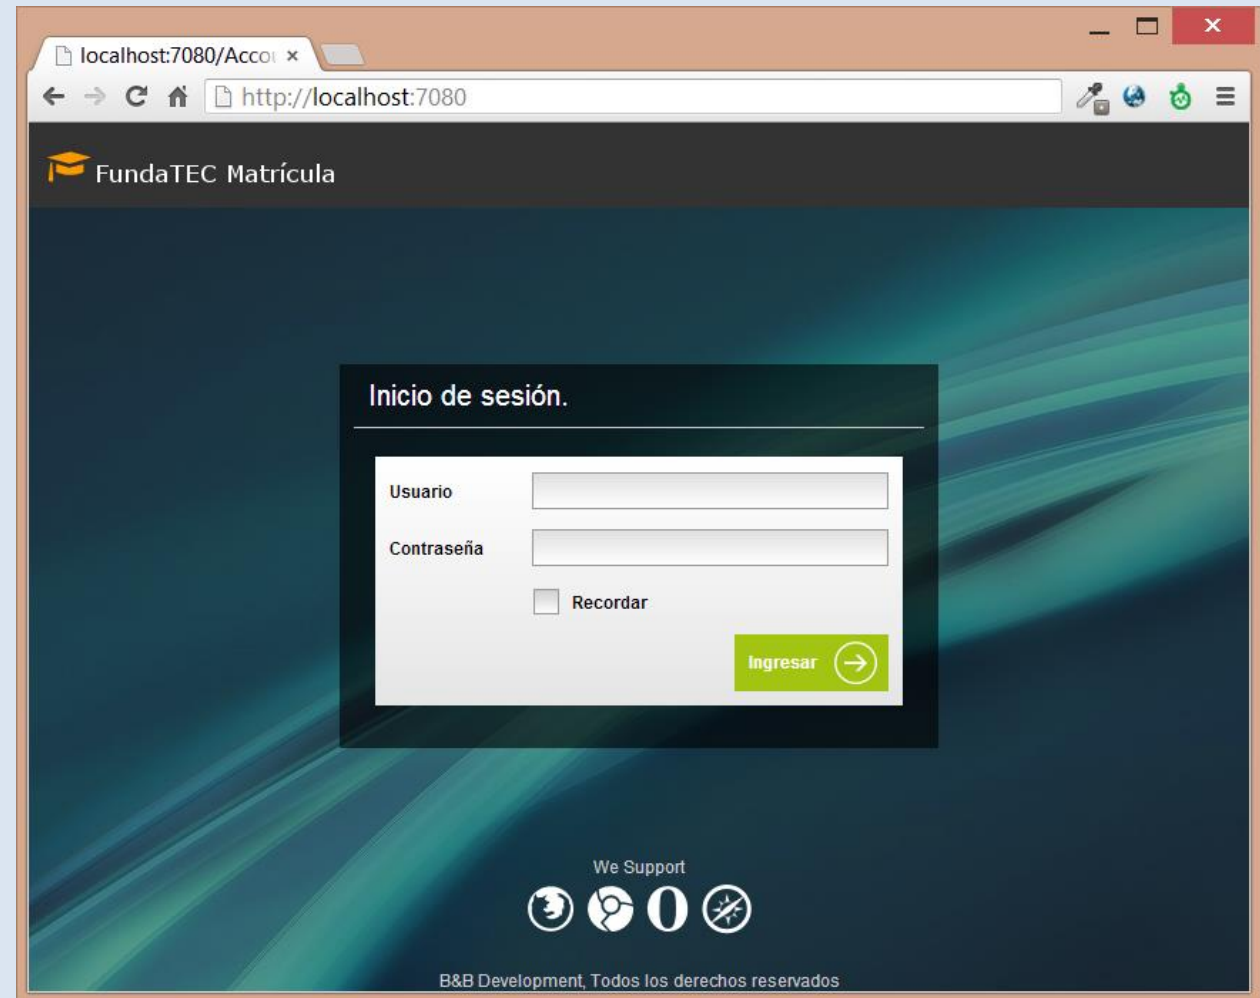 localhost:7080/Accou
http://localhost:7080
FundaTEC Matrícula
Inicio de sesión.
Usuario
Contraseña
Recordar
Ingresar
We Support
B&B Development, Todos los derechos reservados